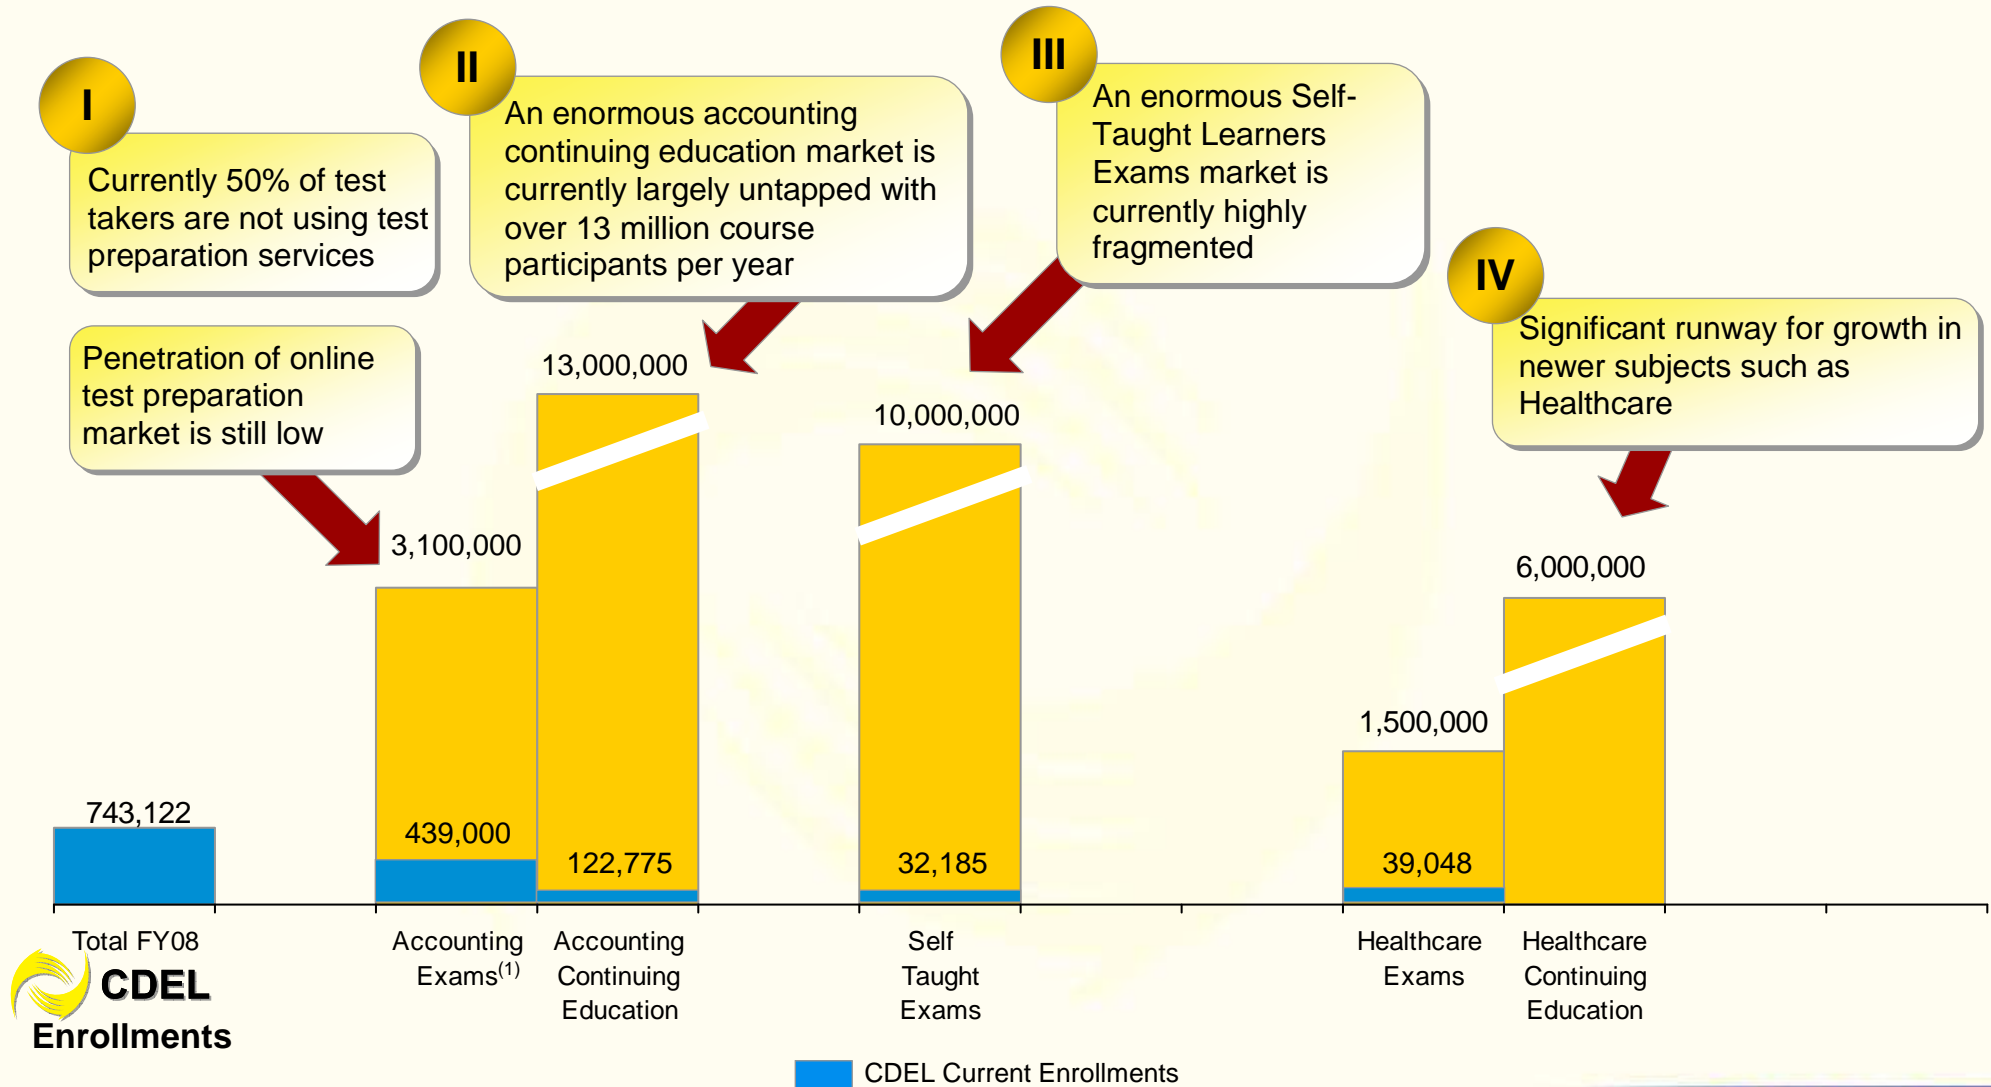 I
Currently 50% of test
takers are not using test
preparation services
Penetration of online
test preparation
market is still low
II
An enormous accounting
continuing education market is
currently largely untapped with
over 13 million course
participants per year
III
An enormous Self-
Taught Learners
Exams market is
currently highly
fragmented
IV
Significant runway for growth in
newer subjects such as
Healthcare
743,122
3,100,000
439,000
13,000,000
122,775
10,000,000
32,185
1,500,000
39,048
6,000,000
Total FY08
CDEL
Enrollments
Accounting
Exams(1)
Accounting
Continuing
Education
Self
Taught
Exams
Healthcare
Exams
Healthcare
Continuing
Education
CDEL Current Enrollments